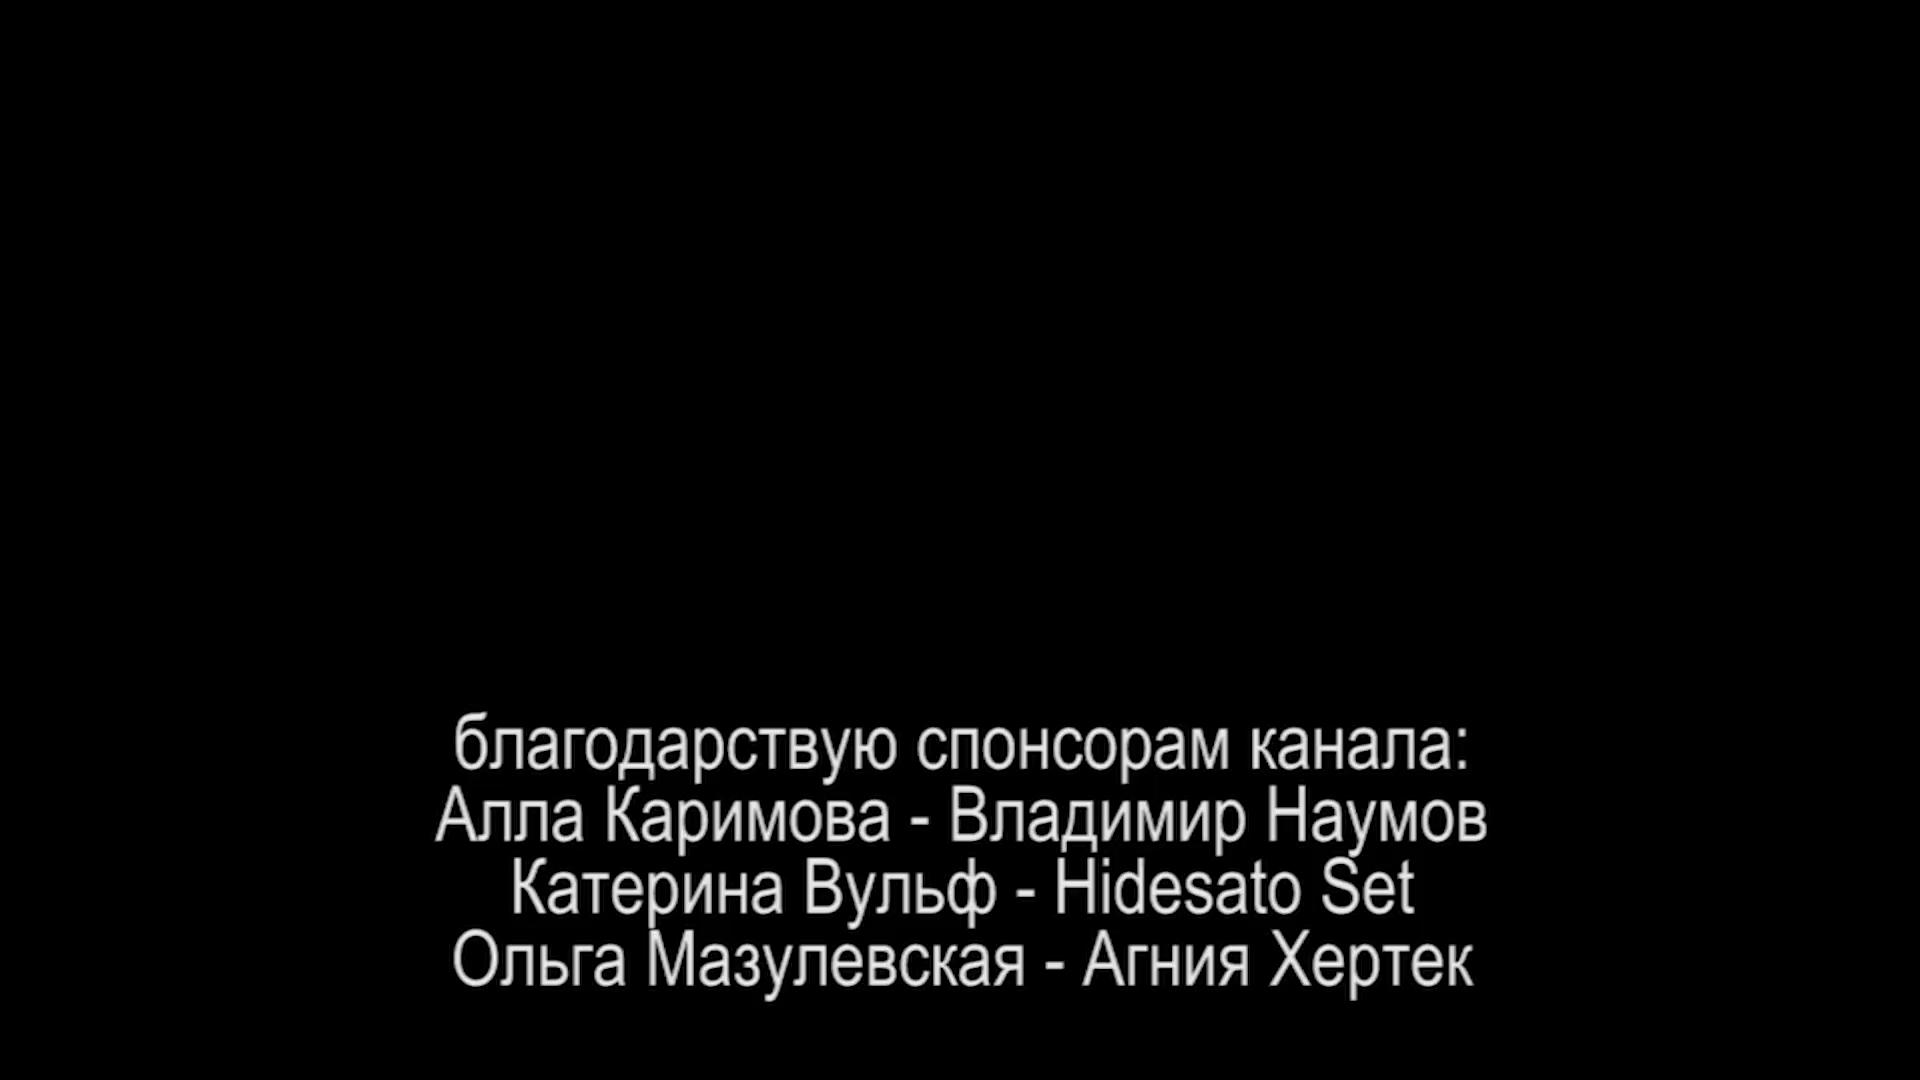 благодарствую спонсорам канала:
Алла Каримова - Владимир Наумов
Катерина Вульф - Hidesato Set
Ольга Мазулевская - Агния Хертек